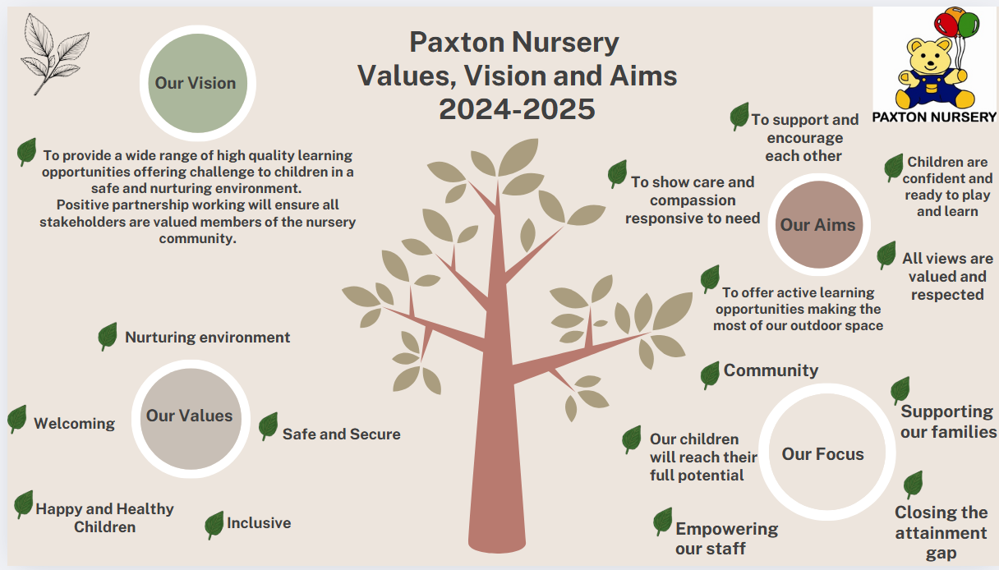 Paxton Nursery
Values, Vision and Aims
2024-2025
PAXTON NURSERY
Our Vision
To provide a wide range of high quality learning
opportunities offering challenge to children in a
safe and nurturing environment.
Positive partnership working will ensure all
stakeholders are valued members of the nursery
community.
Our Aims
To support and
encourage
each other
To show care and
compassion
responsive to need
Children are
confident and
ready to play
and learn
All views are
valued and
respected
To offer active learning
opportunities making the
most of our outdoor space
Our Values
Nurturing environment
Welcoming
Safe and Secure
Happy and Healthy
Children
Inclusive
Our Focus
Community
Supporting
our families
Our children
will reach their
full potential
Closing the
attainment
gap
Empowering
our staff